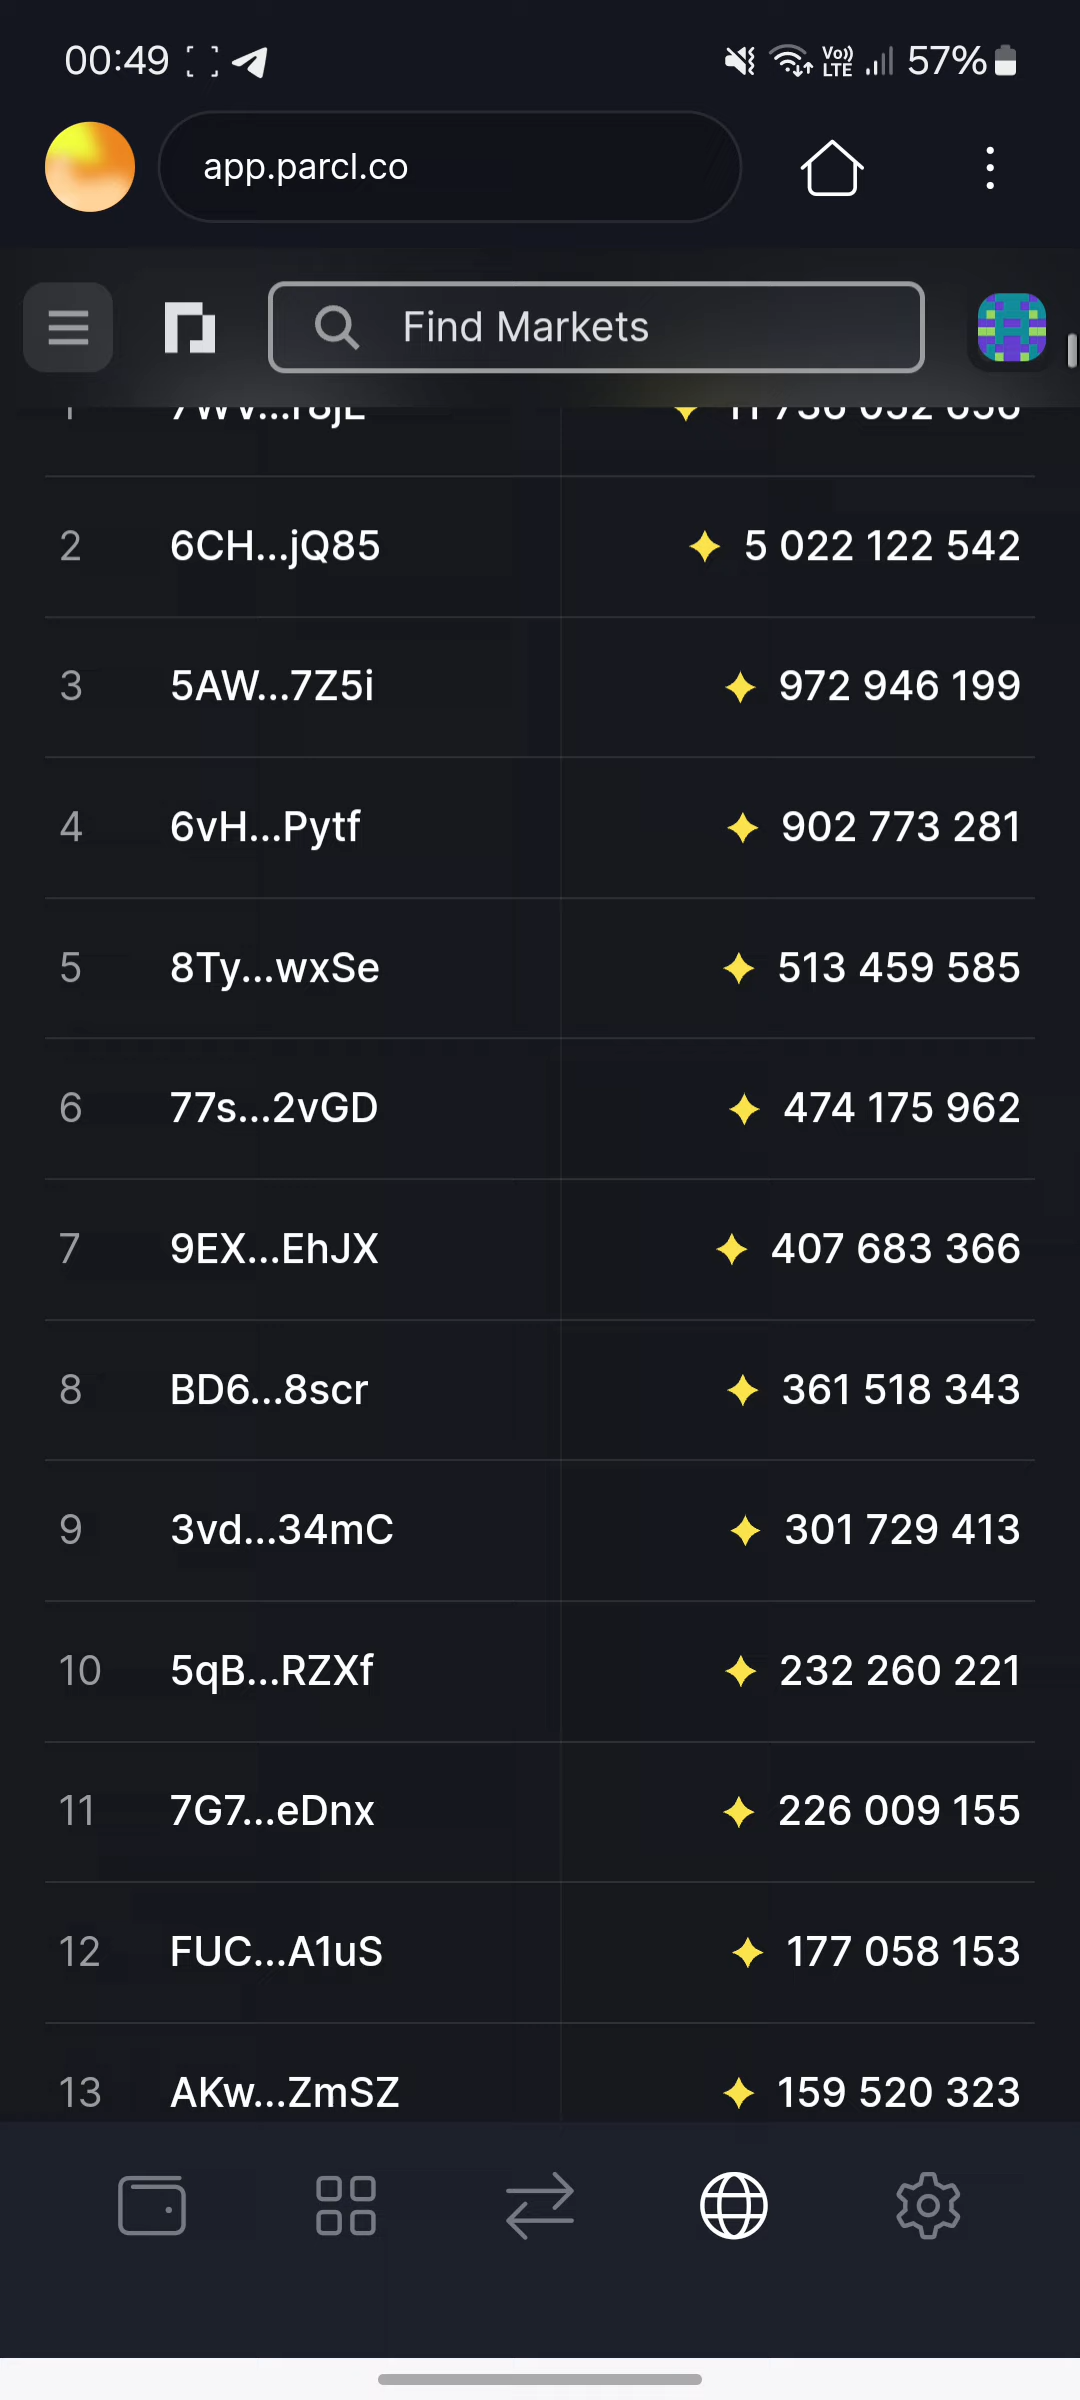 00:49 Vo)) LTE 57%
app.parcl.co
Find Markets
2 6CH...jQ85 5 022 122 542
3 5AW...7Z5i 972 946 199
4 6vH...Pytf 902 773 281
5 8Ty...wxSe 513 459 585
6 77s...2vGD 474 175 962
7 9EX...EhJX 407 683 366
8 BD6...8scr 361 518 343
9 3vd...34mC 301 729 413
10 5qB...RZXf 232 260 221
11 7G7...eDnx 226 009 155
12 FUC...A1uS 177 058 153
13 AKw...ZmSZ 159 520 323